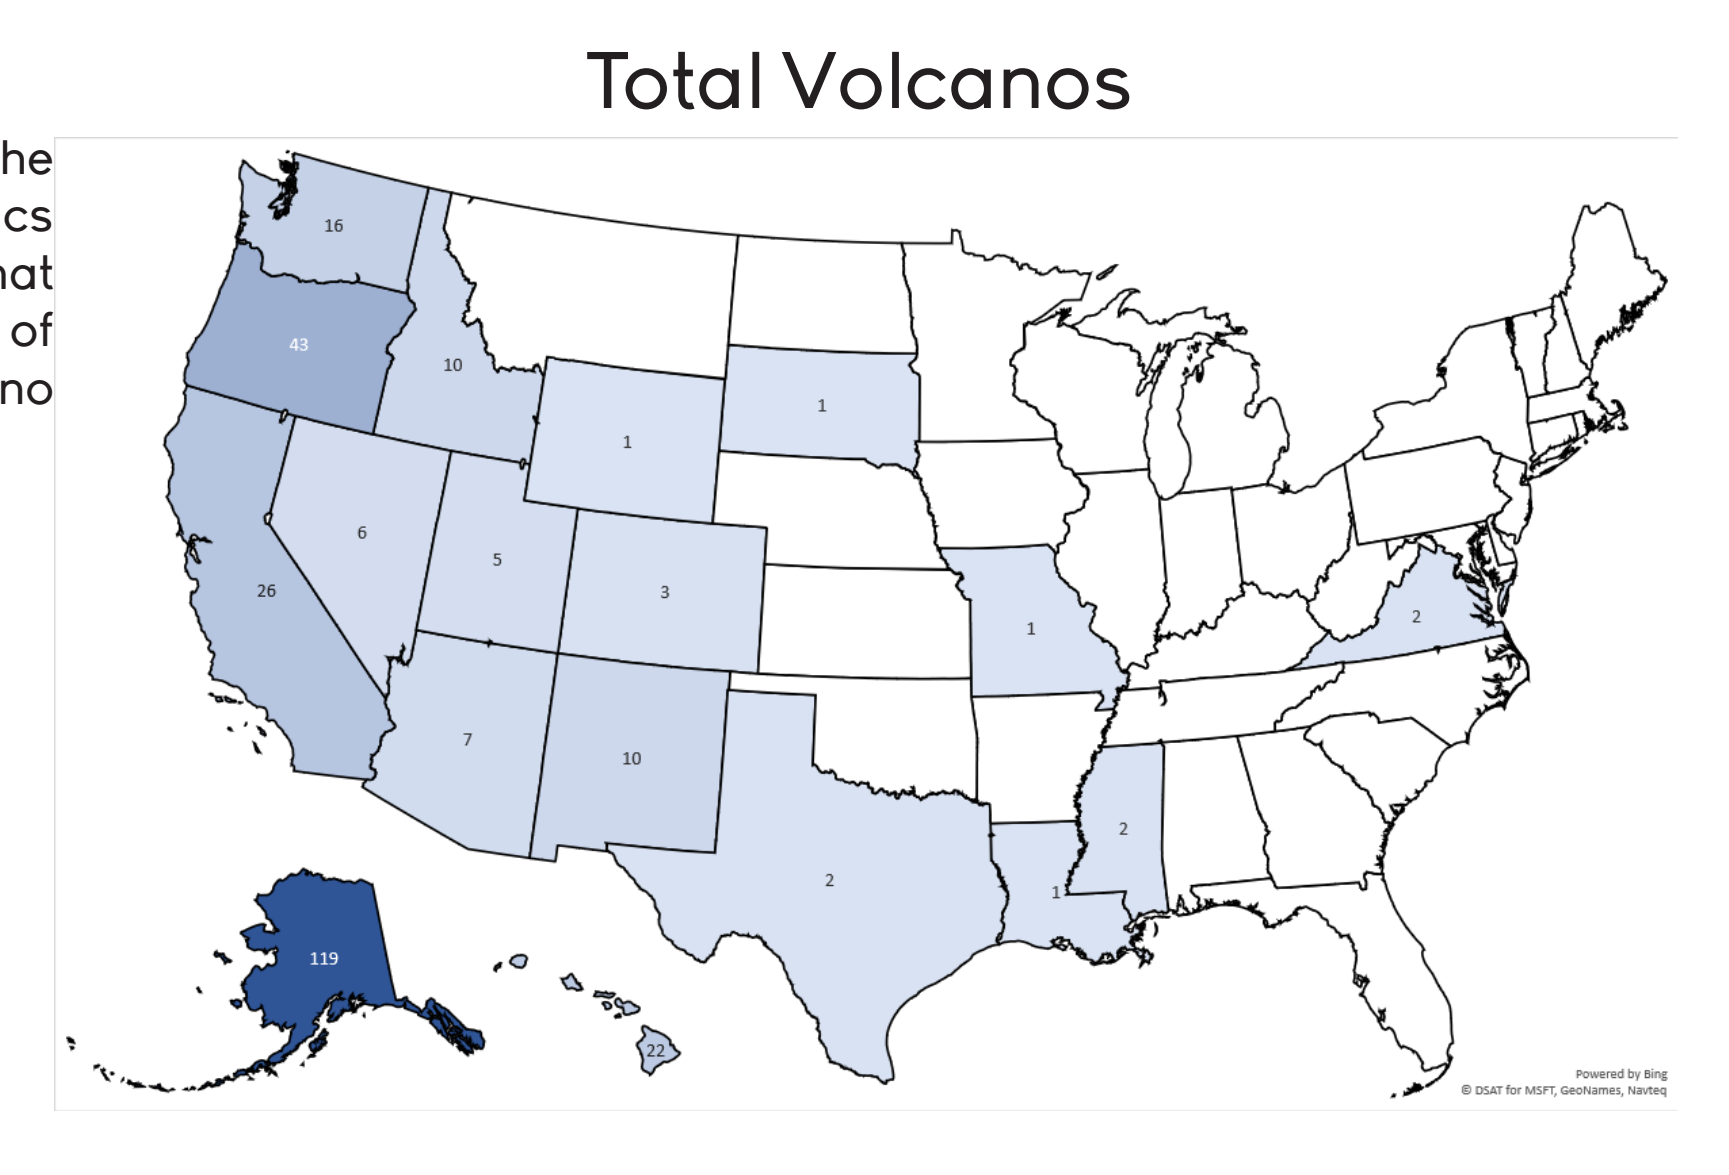 Total Volcanos
he
cs
hat
of
no
16
43
10
1
1
6
5
3
26
1
2
7
10
2
2
1
119
22
Powered by Bing
© DSAT for MSFT, GeoNames, Navteq